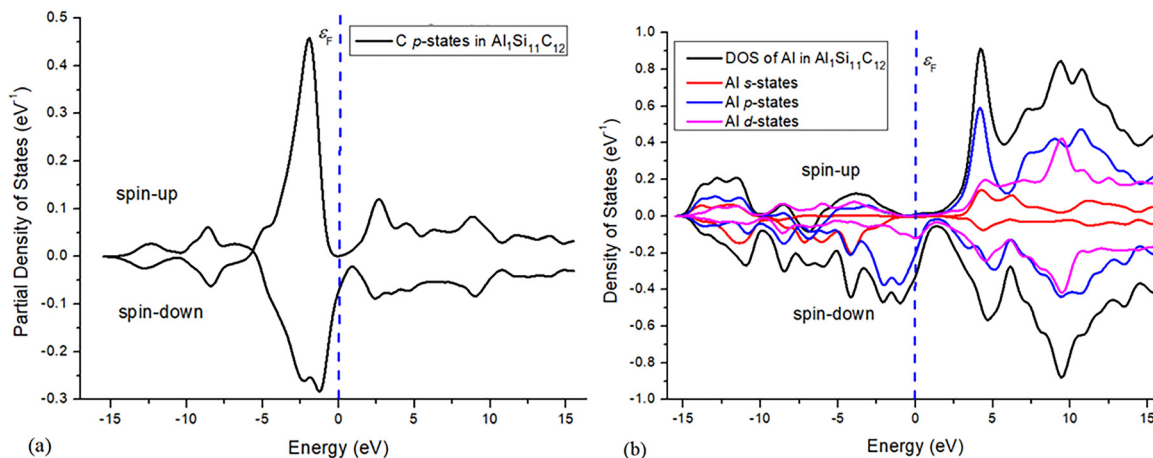 0.5
0.4
0.3
0.2
0.1
0.0
-0.1
-0.2
-0.3
Partial Density of States (eV⁻¹)
εF
C p-states in Al₁Si₁₁C₁₂
spin-up
spin-down
-15 -10 -5 0 5 10 15
Energy (eV)
(a)
1.0
0.8
0.6
0.4
0.2
0.0
-0.2
-0.4
-0.6
-0.8
-1.0
Density of States (eV⁻¹)
DOS of Al in Al₁Si₁₁C₁₂
Al s-states
Al p-states
Al d-states
εF
spin-up
spin-down
-15 -10 -5 0 5 10 15
Energy (eV)
(b)